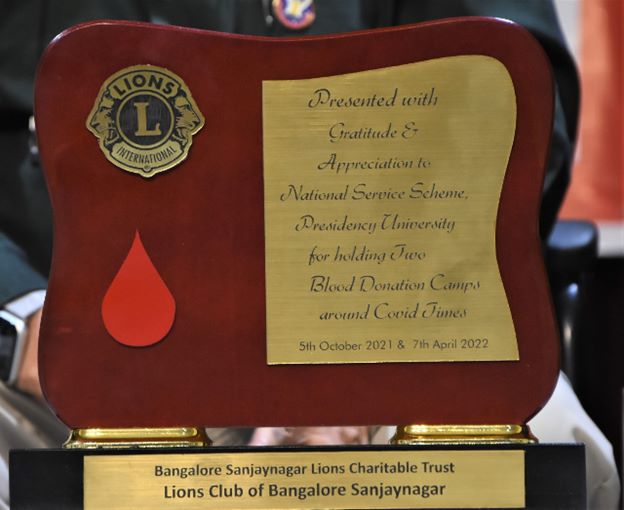 LIONS
L
INTERNATIONAL
Presented with
Gratitude &
Appreciation to
National Service Scheme,
Presidency University
for holding Two
Blood Donation Camps
around Covid Times
5th October 2021 & 7th April 2022
Bangalore Sanjaynagar Lions Charitable Trust
Lions Club of Bangalore Sanjaynagar